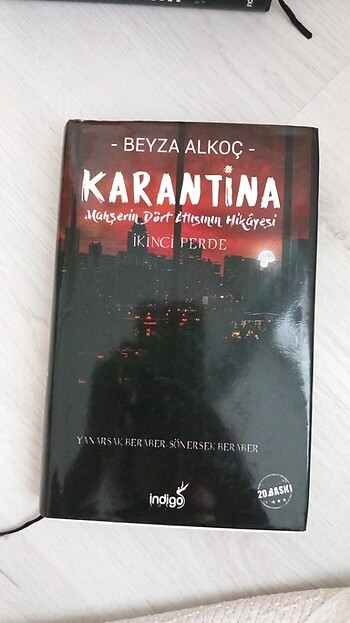 - BEYZA ALKOÇ -
KARANTİNA
Mahşerin Dört Atlısının Hikâyesi
İKİNCİ PERDE
YANARSAK BERABER SÖNERSEK BERABER
20.BASKI
indigo